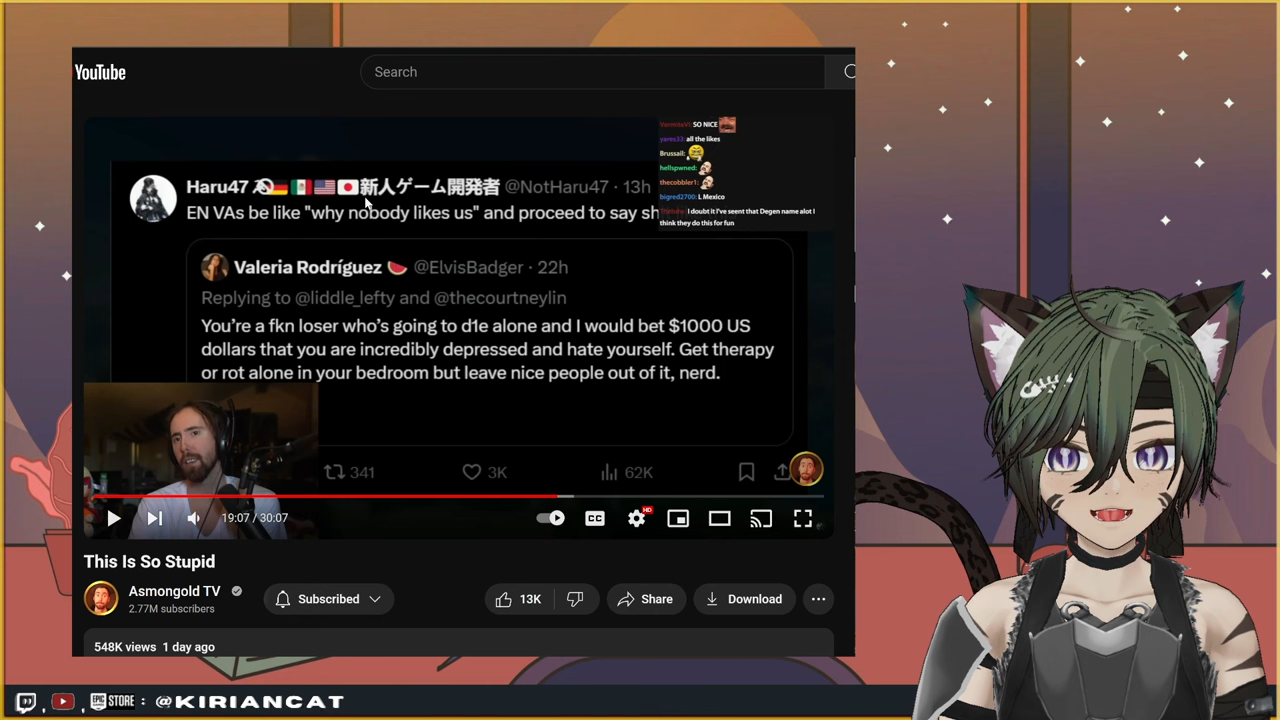 YouTube
Search
Haru47 新人ゲーム開発者 @NotHaru47 · 13h
EN VAs be like "why nobody likes us" and proceed to say sh
SO NICE
yares33: all the likes
Brussail:
hellspwned:
thecobbler1:
bigred2700: L Mexico
I doubt it I've seent that Degen name alot I
think they do this for fun
Valeria Rodríguez @ElvisBadger · 22h
Replying to @liddle_lefty and @thecourtneylin
You're a fkn loser who's going to d1e alone and I would bet $1000 US
dollars that you are incredibly depressed and hate yourself. Get therapy
or rot alone in your bedroom but leave nice people out of it, nerd.
341 3K 62K
19:07 / 30:07
CC
HD
This Is So Stupid
Asmongold TV
2.77M subscribers
Subscribed
13K
Share
Download
548K views 1 day ago
EPIC STORE : @KIRIANCAT